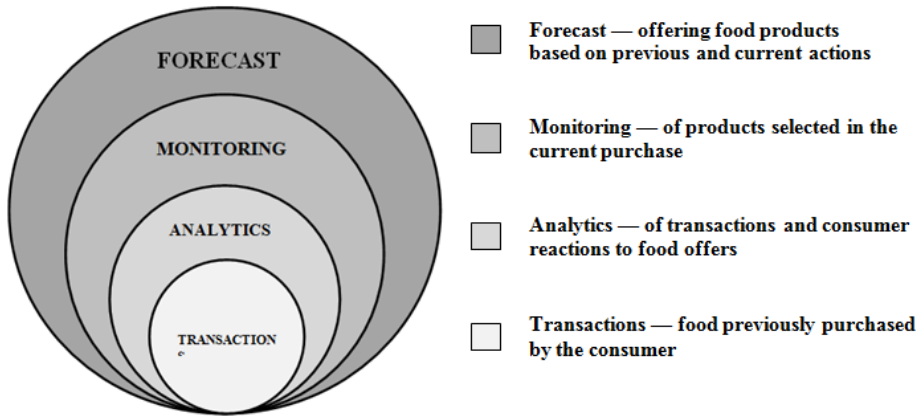 FORECAST
MONITORING
ANALYTICS
TRANSACTION
Forecast — offering food products
based on previous and current actions
Monitoring — of products selected in the
current purchase
Analytics — of transactions and consumer
reactions to food offers
Transactions — food previously purchased
by the consumer